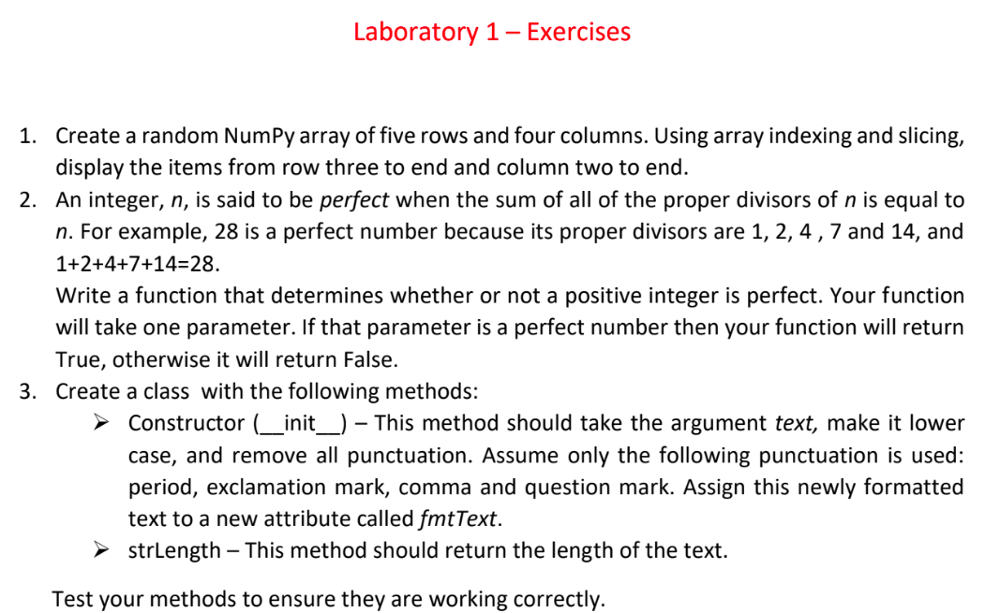 Laboratory 1 – Exercises
1. Create a random NumPy array of five rows and four columns. Using array indexing and slicing,
display the items from row three to end and column two to end.
2. An integer, n, is said to be perfect when the sum of all of the proper divisors of n is equal to
n. For example, 28 is a perfect number because its proper divisors are 1, 2, 4 , 7 and 14, and
1+2+4+7+14=28.
Write a function that determines whether or not a positive integer is perfect. Your function
will take one parameter. If that parameter is a perfect number then your function will return
True, otherwise it will return False.
3. Create a class with the following methods:
➢ Constructor (__init__) – This method should take the argument text, make it lower
case, and remove all punctuation. Assume only the following punctuation is used:
period, exclamation mark, comma and question mark. Assign this newly formatted
text to a new attribute called fmtText.
➢ strLength – This method should return the length of the text.
Test your methods to ensure they are working correctly.